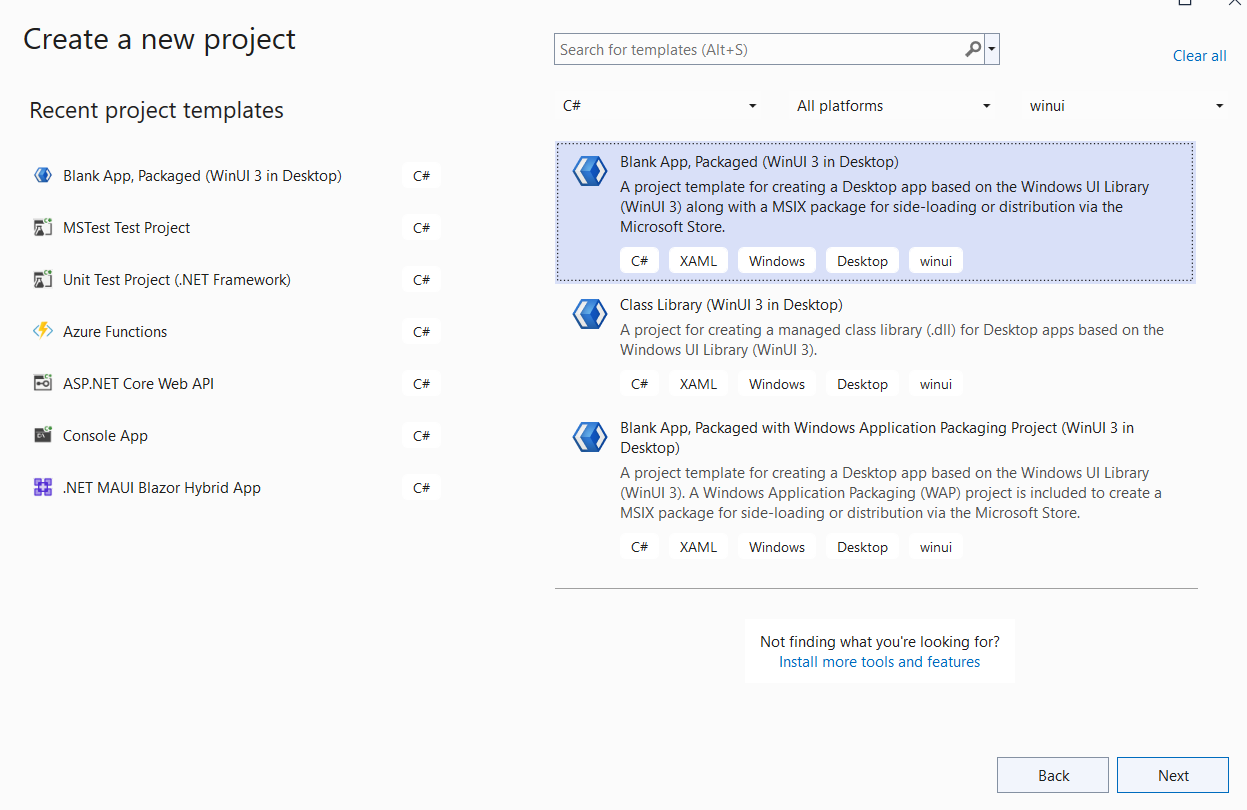 Create a new project
Search for templates (Alt+S)
Clear all
C#
All platforms
winui
Recent project templates
Blank App, Packaged (WinUI 3 in Desktop)
C#
MSTest Test Project
C#
Unit Test Project (.NET Framework)
C#
Azure Functions
C#
ASP.NET Core Web API
C#
Console App
C#
.NET MAUI Blazor Hybrid App
C#
Blank App, Packaged (WinUI 3 in Desktop)
A project template for creating a Desktop app based on the Windows UI Library
(WinUI 3) along with a MSIX package for side-loading or distribution via the
Microsoft Store.
C# XAML Windows Desktop winui
Class Library (WinUI 3 in Desktop)
A project for creating a managed class library (.dll) for Desktop apps based on the
Windows UI Library (WinUI 3).
C# XAML Windows Desktop winui
Blank App, Packaged with Windows Application Packaging Project (WinUI 3 in
Desktop)
A project template for creating a Desktop app based on the Windows UI Library
(WinUI 3). A Windows Application Packaging (WAP) project is included to create a
MSIX package for side-loading or distribution via the Microsoft Store.
C# XAML Windows Desktop winui
Not finding what you're looking for?
Install more tools and features
Back
Next